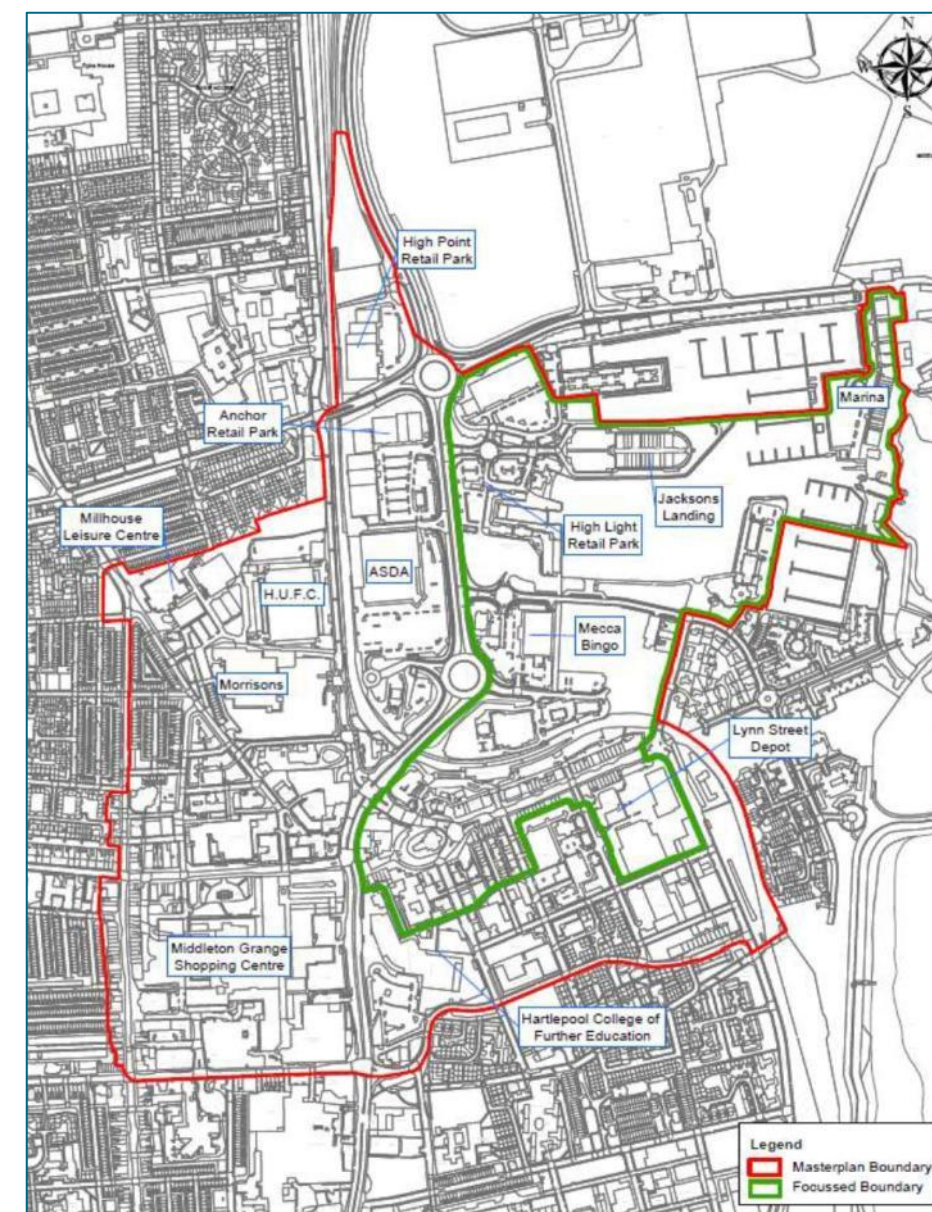 N
W
S
High Point
Retail Park
Anchor
Retail Park
Marina
Millhouse
Leisure Centre
Jacksons
Landing
High Light
Retail Park
H.U.F.C.
ASDA
Mecca
Bingo
Morrisons
Lynn Street
Depot
Middleton Grange
Shopping Centre
Hartlepool College of
Further Education
Legend
Masterplan Boundary
Focussed Boundary